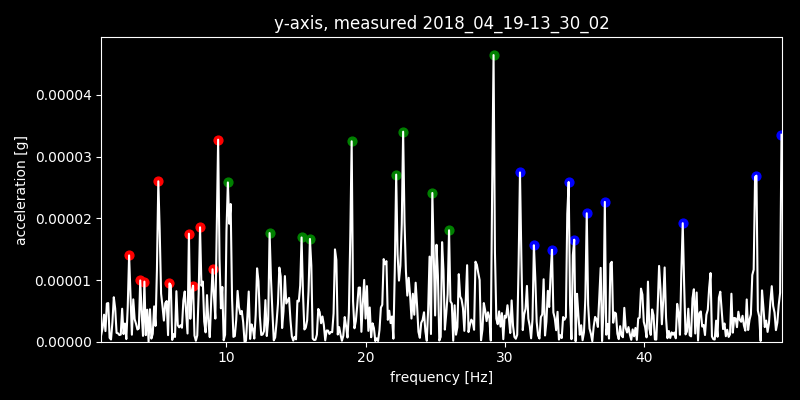 y-axis, measured 2018_04_19-13_30_02
acceleration [g]
0.00004
0.00003
0.00002
0.00001
0.00000
10 20 30 40
frequency [Hz]